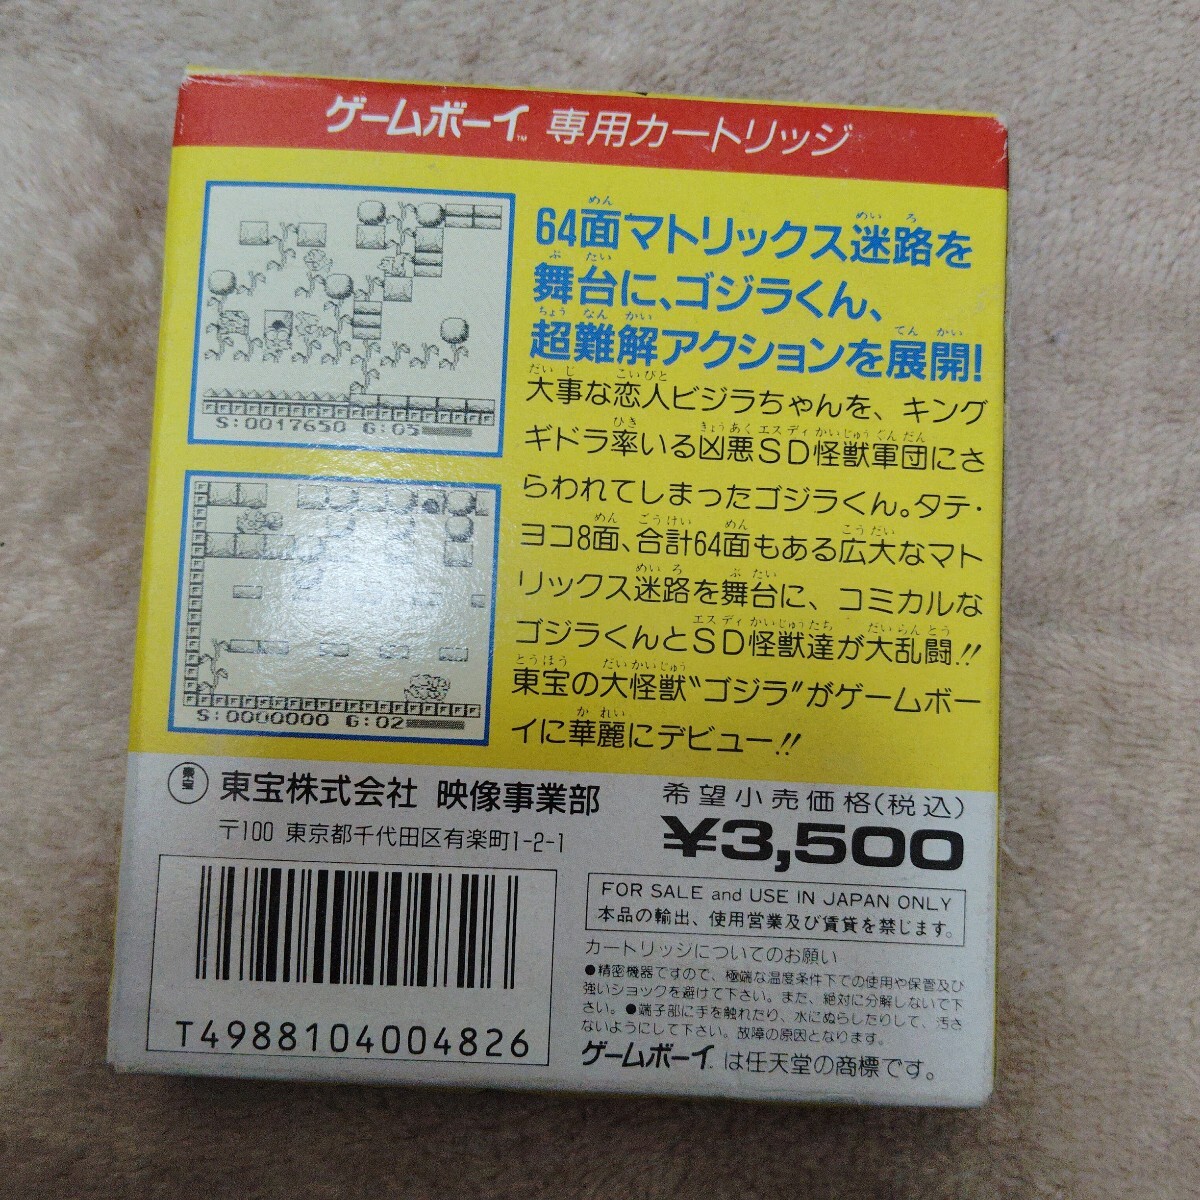 ゲームボーイ™ 専用カートリッジ
64面マトリックス迷路を
舞台に、ゴジラくん、
超難解アクションを展開!
大事な恋人ビジラちゃんを、キング
ギドラ率いる凶悪SD怪獣軍団にさ
らわれてしまったゴジラくん。タテ・
ヨコ8面、合計64面もある広大なマト
リックス迷路を舞台に、コミカルな
ゴジラくんとSD怪獣達が大乱闘!!
東宝の大怪獣"ゴジラ"がゲームボー
イに華麗にデビュー!!
S:0017650 G:05
S:0000000 G:02
東宝
東宝株式会社 映像事業部
〒100 東京都千代田区有楽町1-2-1
希望小売価格(税込)
¥3,500
T4988104004826
FOR SALE and USE IN JAPAN ONLY
本品の輸出、使用営業及び賃貸を禁じます。
カートリッジについてのお願い
●精密機器ですので、極端な温度条件下での使用や保管及び
強いショックを避けて下さい。また、絶対に分解しないで下
さい。●端子部に手を触れたり、水にぬらしたりして、汚さ
ないようにして下さい。故障の原因となります。
ゲームボーイ™は任天堂の商標です。